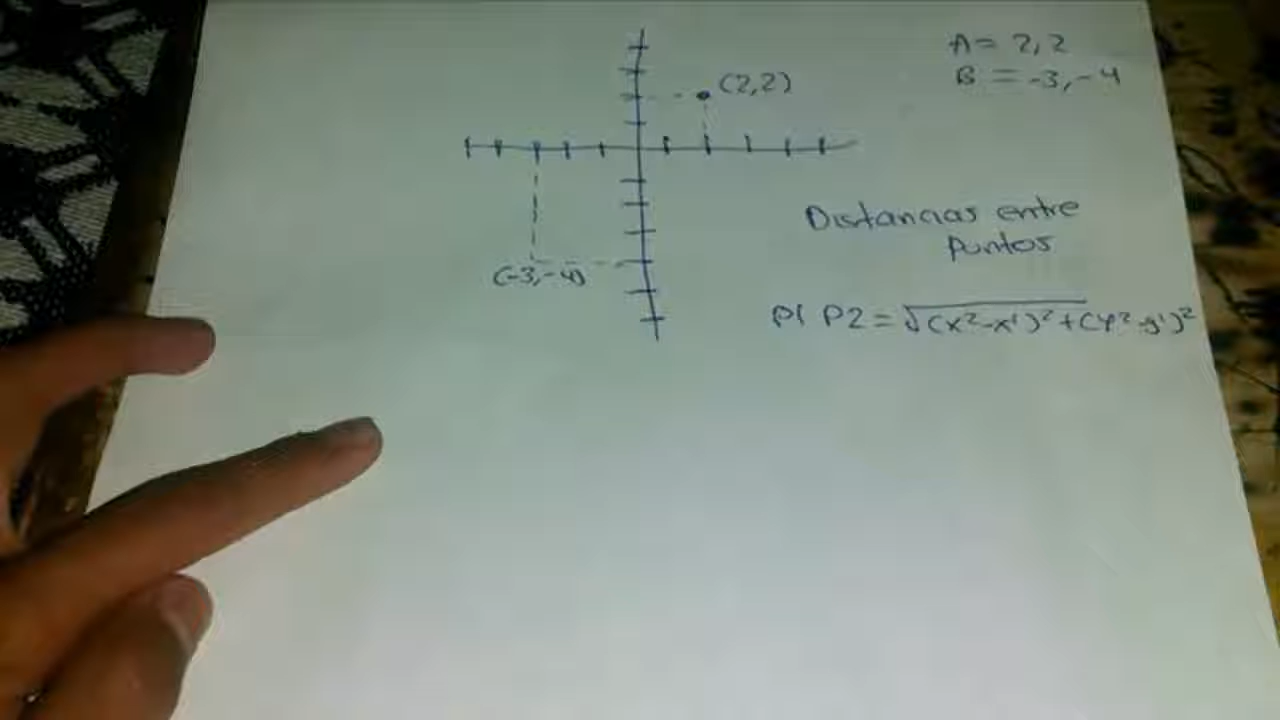 A = 2,2
B = -3,-4
(2,2)
(-3,-4)
Distancias entre
puntos
P1 P2 = √(x²-x¹)²+(y²-y¹)²